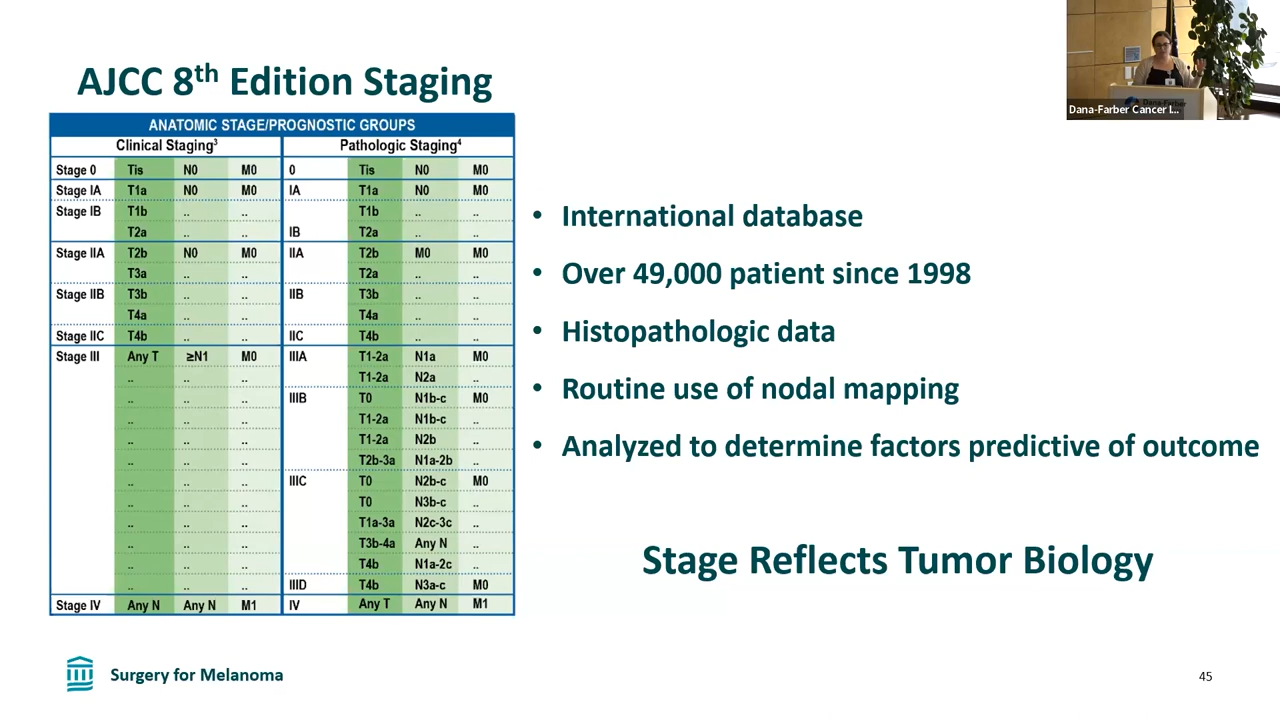 AJCC 8th Edition Staging
ANATOMIC STAGE/PROGNOSTIC GROUPS
Clinical Staging3 Pathologic Staging4
Stage 0 Tis N0 M0 0 Tis N0 M0
Stage IA T1a N0 M0 IA T1a N0 M0
Stage IB T1b .. .. T1b .. ..
T2a .. .. IB T2a .. ..
Stage IIA T2b N0 M0 IIA T2b M0 M0
T3a .. .. T2a .. ..
Stage IIB T3b .. .. IIB T3b .. ..
T4a .. .. T4a .. ..
Stage IIC T4b .. .. IIC T4b .. ..
Stage III Any T ≥N1 M0 IIIA T1-2a N1a M0
.. .. .. T1-2a N2a ..
.. .. .. IIIB T0 N1b-c M0
.. .. .. T1-2a N1b-c ..
.. .. .. T1-2a N2b ..
.. .. .. T2b-3a N1a-2b ..
.. .. .. IIIC T0 N2b-c M0
.. .. .. T0 N3b-c ..
.. .. .. T1a-3a N2c-3c ..
.. .. .. T3b-4a Any N ..
.. .. .. T4b N1a-2c ..
.. .. .. IIID T4b N3a-c M0
Stage IV Any N Any N M1 IV Any T Any N M1
• International database
• Over 49,000 patient since 1998
• Histopathologic data
• Routine use of nodal mapping
• Analyzed to determine factors predictive of outcome
Stage Reflects Tumor Biology
Surgery for Melanoma
45
Dana-Farber
Dana-Farber Cancer I...